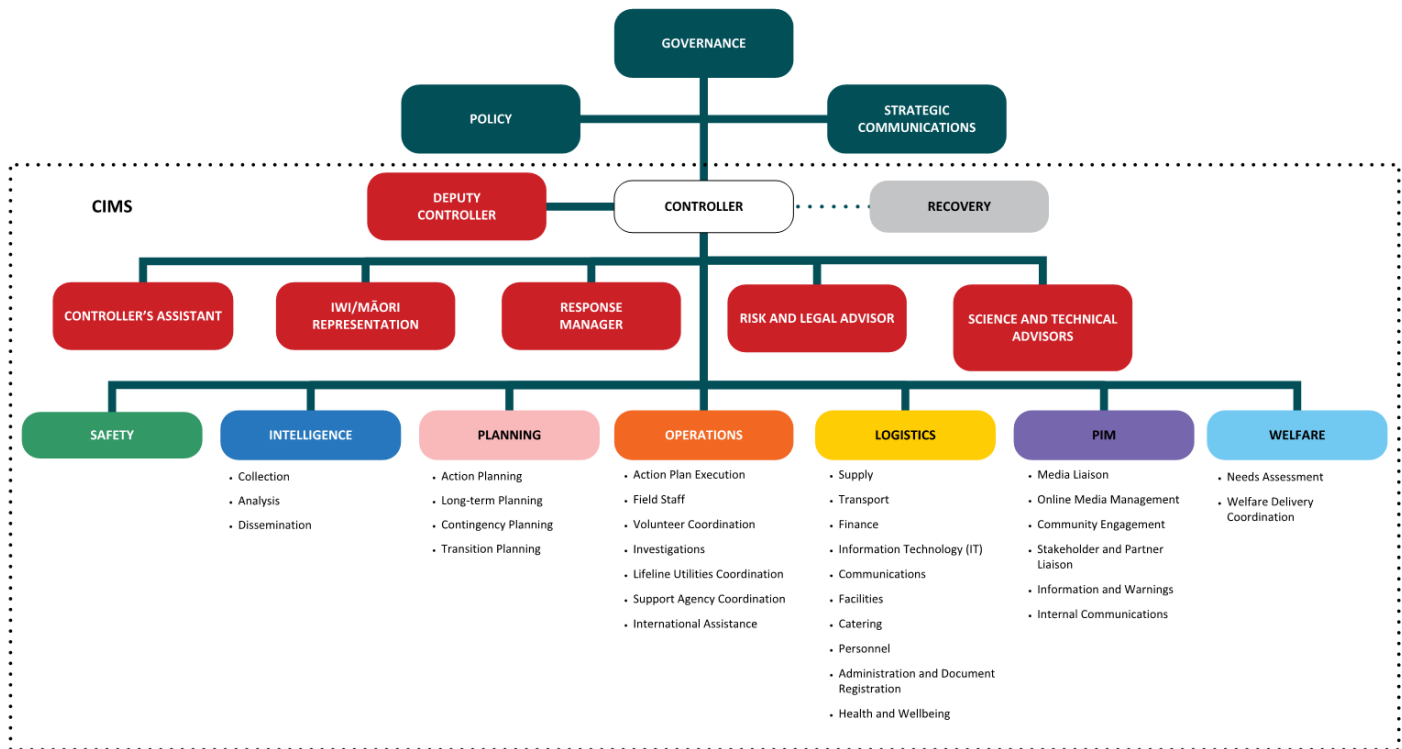 GOVERNANCE
POLICY
STRATEGIC
COMMUNICATIONS
CIMS
DEPUTY
CONTROLLER
CONTROLLER
RECOVERY
CONTROLLER'S ASSISTANT
IWI/MĀORI
REPRESENTATION
RESPONSE
MANAGER
RISK AND LEGAL ADVISOR
SCIENCE AND TECHNICAL
ADVISORS
SAFETY
INTELLIGENCE
• Collection
• Analysis
• Dissemination
PLANNING
• Action Planning
• Long-term Planning
• Contingency Planning
• Transition Planning
OPERATIONS
• Action Plan Execution
• Field Staff
• Volunteer Coordination
• Investigations
• Lifeline Utilities Coordination
• Support Agency Coordination
• International Assistance
LOGISTICS
• Supply
• Transport
• Finance
• Information Technology (IT)
• Communications
• Facilities
• Catering
• Personnel
• Administration and Document
Registration
• Health and Wellbeing
PIM
• Media Liaison
• Online Media Management
• Community Engagement
• Stakeholder and Partner
Liaison
• Information and Warnings
• Internal Communications
WELFARE
• Needs Assessment
• Welfare Delivery
Coordination